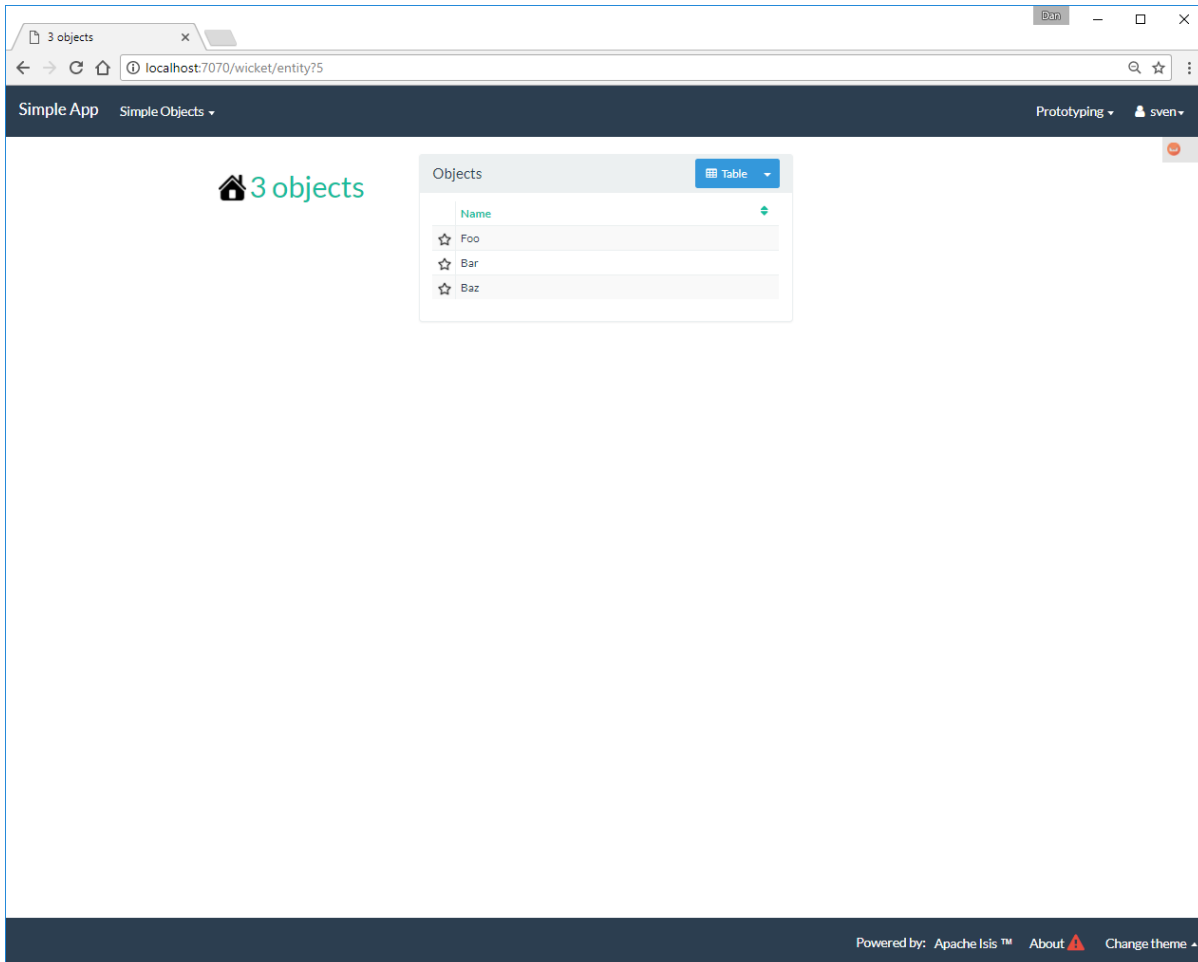 Dan
3 objects
localhost:7070/wicket/entity?5
Simple App Simple Objects Prototyping sven
3 objects
Objects Table
Name
Foo
Bar
Baz
Powered by: Apache Isis ™ About Change theme